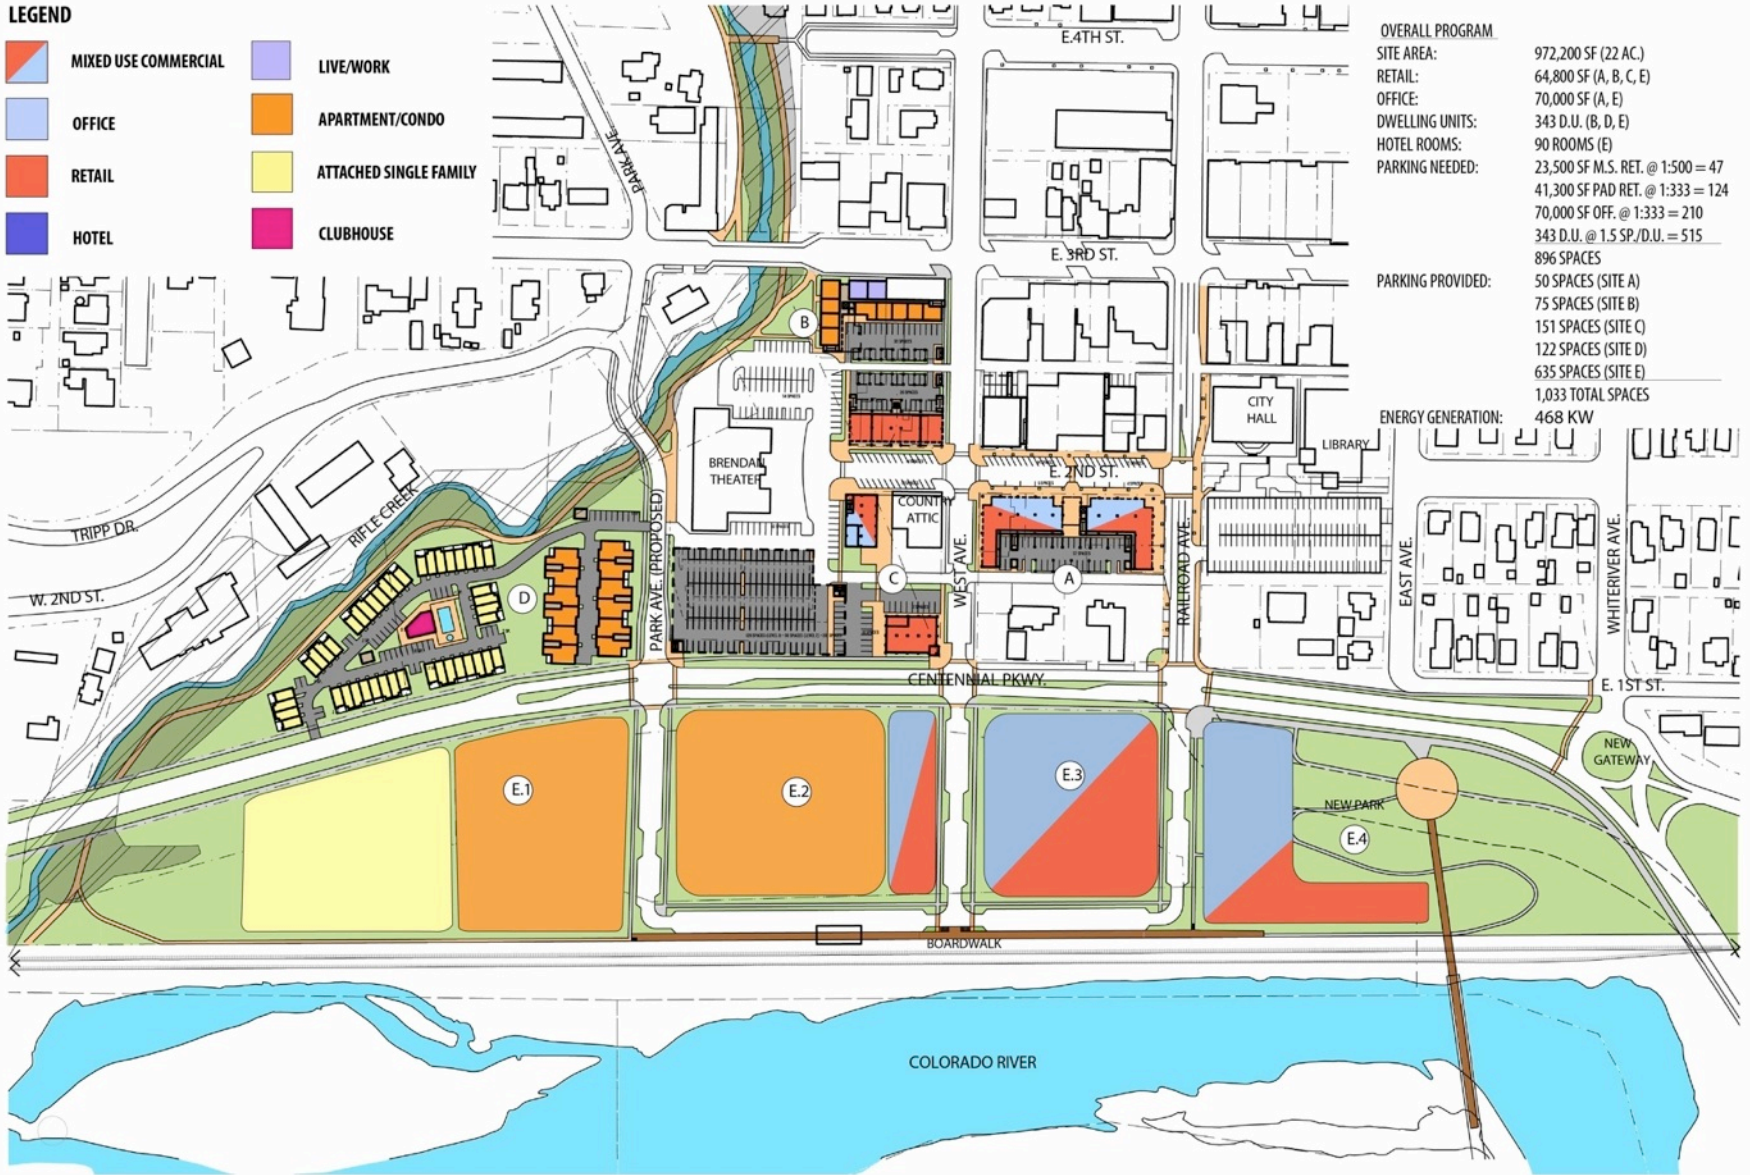 LEGEND
MIXED USE COMMERCIAL
OFFICE
RETAIL
HOTEL
LIVE/WORK
APARTMENT/CONDO
ATTACHED SINGLE FAMILY
CLUBHOUSE
OVERALL PROGRAM
SITE AREA: 972,200 SF (22 AC.)
RETAIL: 64,800 SF (A, B, C, E)
OFFICE: 70,000 SF (A, E)
DWELLING UNITS: 343 D.U. (B, D, E)
HOTEL ROOMS: 90 ROOMS (E)
PARKING NEEDED: 23,500 SF M.S. RET. @ 1:500 = 47
41,300 SF PAD RET. @ 1:333 = 124
70,000 SF OFF. @ 1:333 = 210
343 D.U. @ 1.5 SP./D.U. = 515
896 SPACES
PARKING PROVIDED: 50 SPACES (SITE A)
75 SPACES (SITE B)
151 SPACES (SITE C)
122 SPACES (SITE D)
635 SPACES (SITE E)
1,033 TOTAL SPACES
ENERGY GENERATION: 468 KW
E.4TH ST.
PARK AVE.
E. 3RD ST.
B
CITY
HALL
LIBRARY
BRENDAN
THEATER
E. 2ND ST.
COUNTRY
ATTIC
TRIPP DR.
RIFLE CREEK
W. 2ND ST.
PARK AVE. (PROPOSED)
WEST AVE.
RAILROAD AVE.
EAST AVE.
WHITERIVER AVE.
D
C
A
CENTENNIAL PKWY.
E. 1ST ST.
NEW
GATEWAY
E.1
E.2
E.3
NEW PARK
E.4
BOARDWALK
COLORADO RIVER